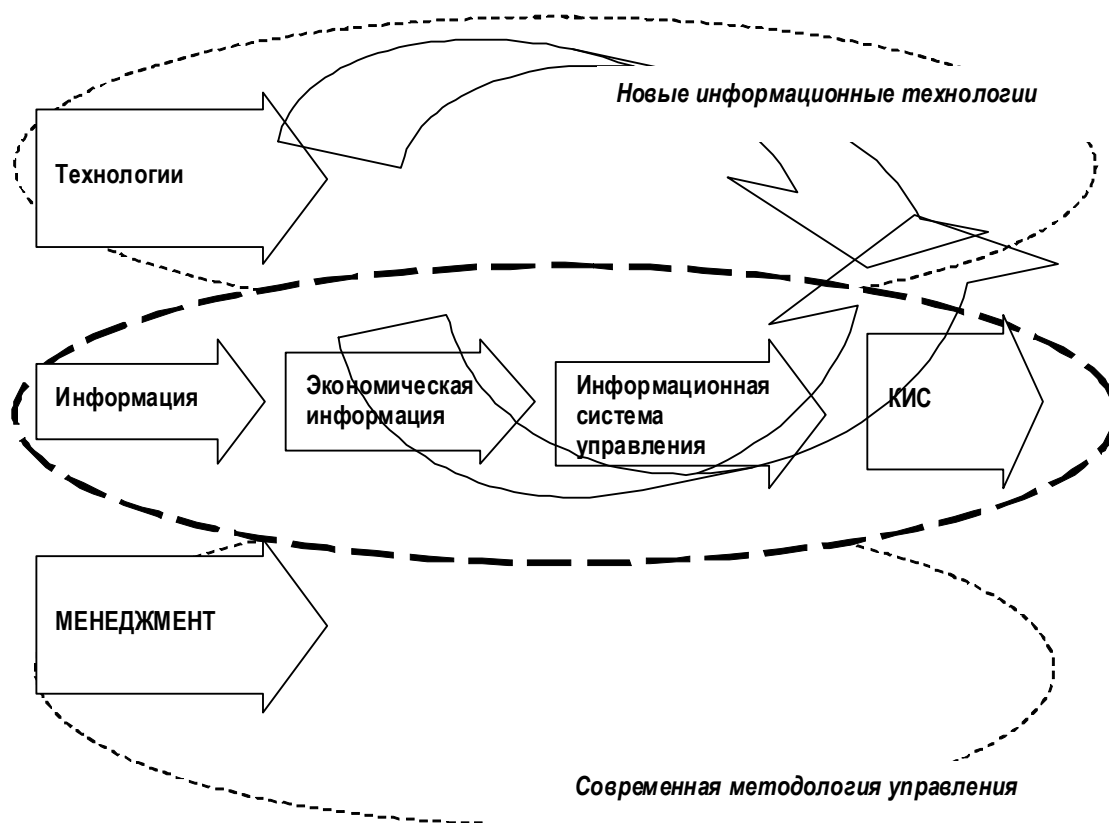 Новые информационные технологии
Технологии
Информация
Экономическая
информация
Информационная
система
управления
КИС
МЕНЕДЖМЕНТ
Современная методология управления